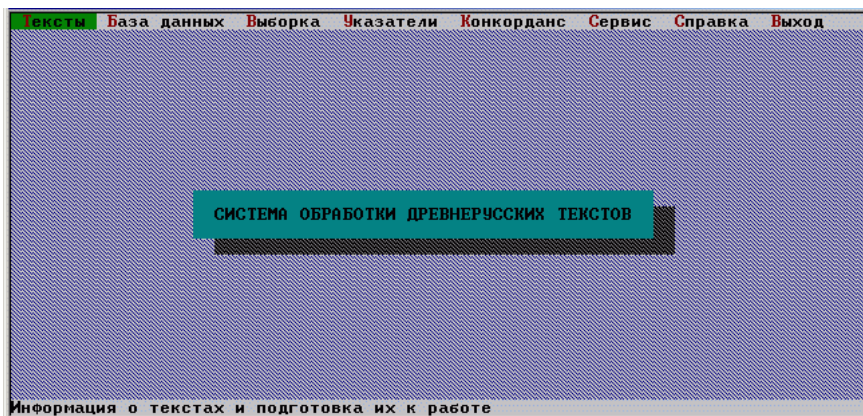 Тексты База данных Выборка Указатели Конкорданс Сервис Справка Выход
СИСТЕМА ОБРАБОТКИ ДРЕВНЕРУССКИХ ТЕКСТОВ
Информация о текстах и подготовка их к работе